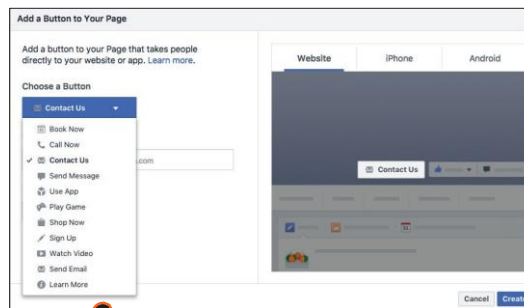 Add a Button to Your Page
Add a button to your Page that takes people
directly to your website or app. Learn more.
Choose a Button
Contact Us
Book Now
Call Now
Contact Us
Send Message
Use App
Play Game
Shop Now
Sign Up
Watch Video
Send Email
Learn More
.com
Website
iPhone
Android
Contact Us
Cancel
Create